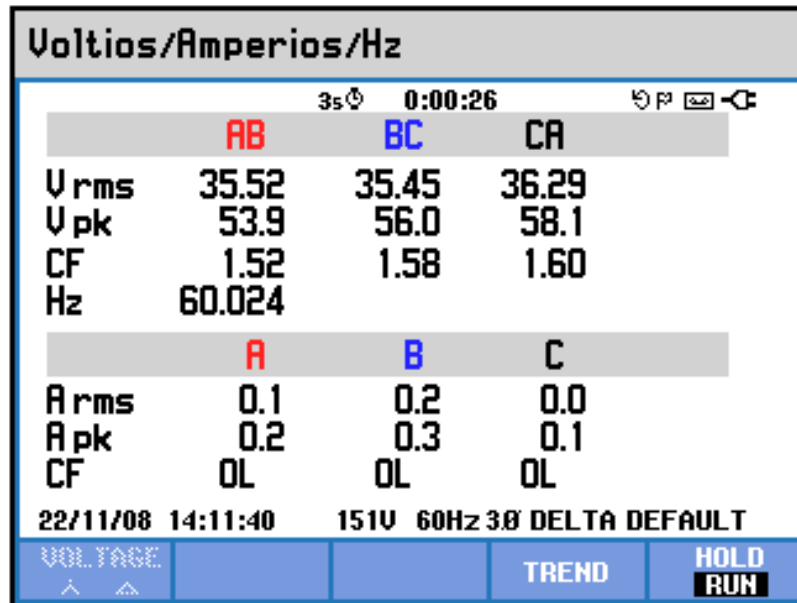 Voltios/Amperios/Hz
3s 0:00:26
AB BC CA
V rms 35.52 35.45 36.29
V pk 53.9 56.0 58.1
CF 1.52 1.58 1.60
Hz 60.024
A B C
A rms 0.1 0.2 0.0
A pk 0.2 0.3 0.1
CF OL OL OL
22/11/08 14:11:40 151V 60Hz 3Ø DELTA DEFAULT
VOLTAGE TREND HOLD
RUN